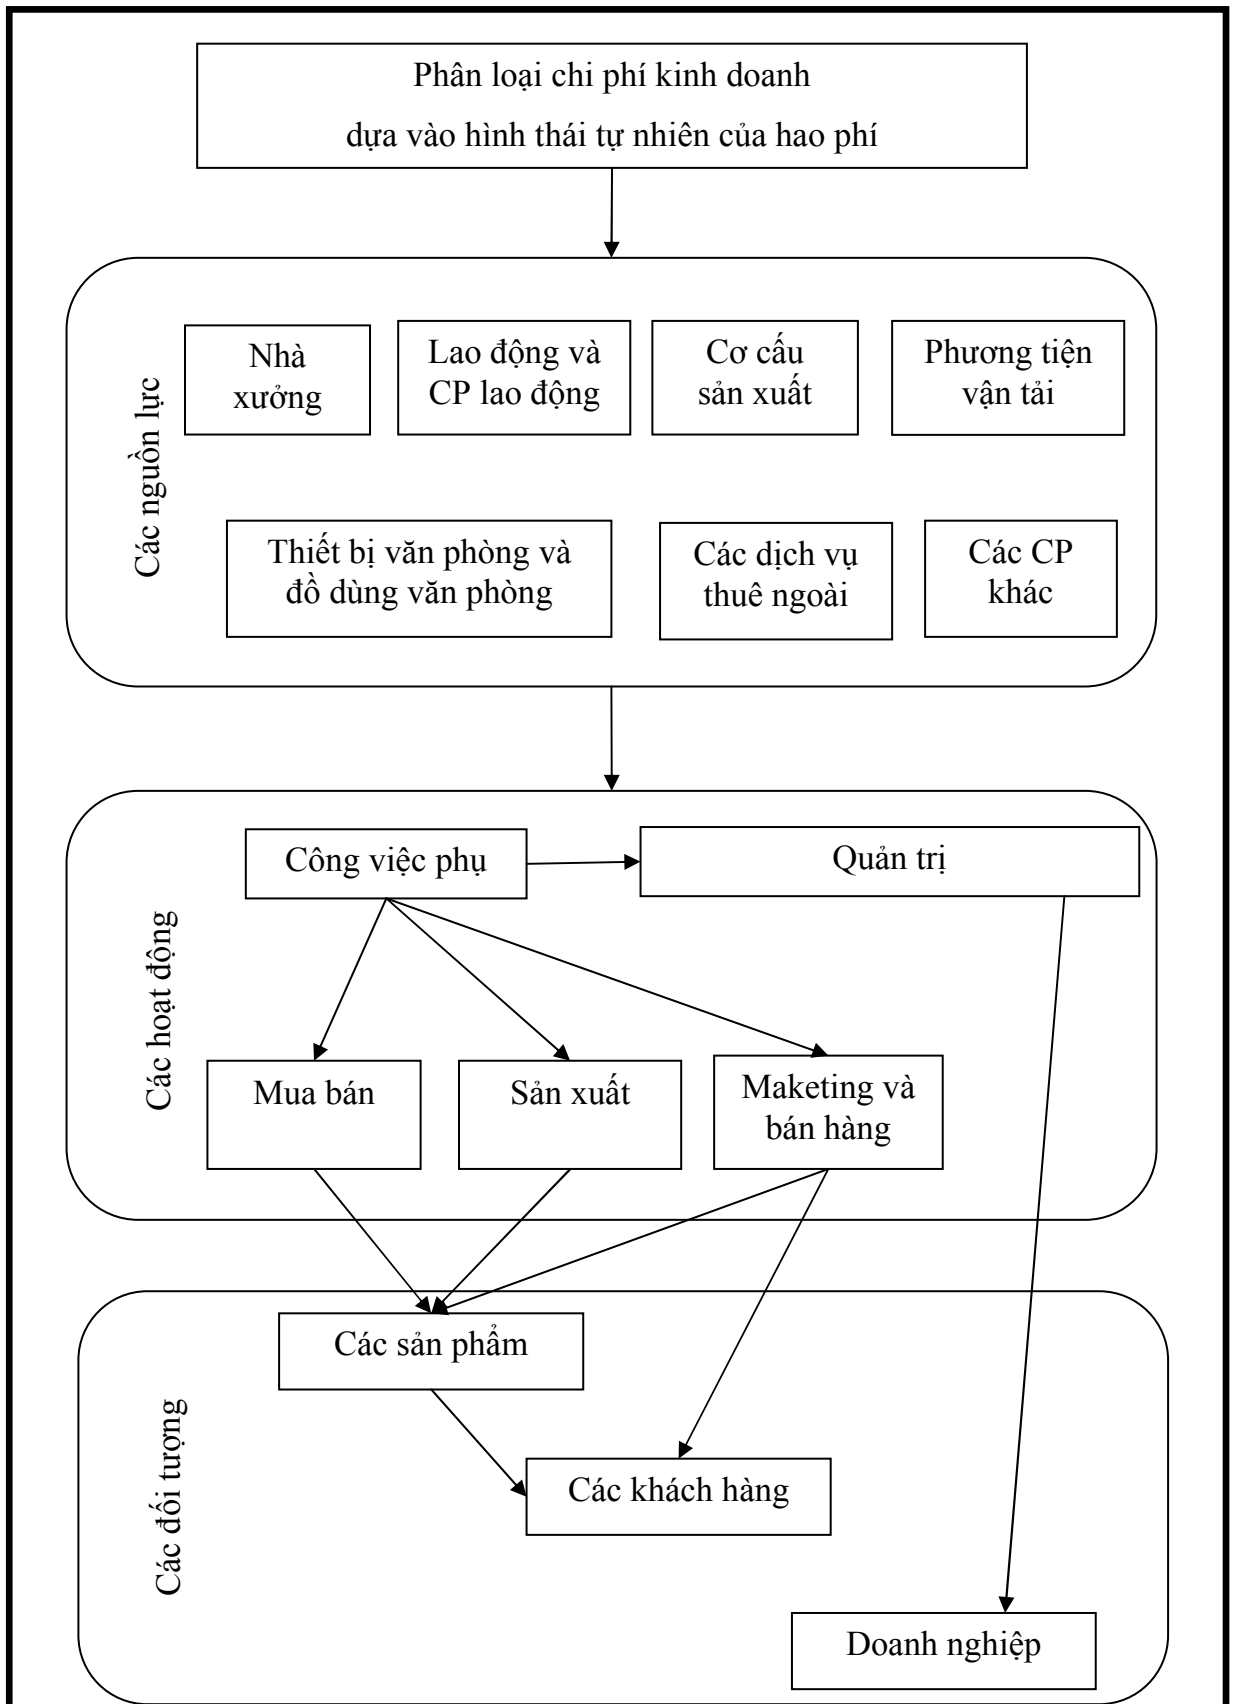 Phân loại chi phí kinh doanh
dựa vào hình thái tự nhiên của hao phí
Các nguồn lực
Nhà
xưởng
Lao động và
CP lao động
Cơ cấu
sản xuất
Phương tiện
vận tải
Thiết bị văn phòng và
đồ dùng văn phòng
Các dịch vụ
thuê ngoài
Các CP
khác
Các hoạt động
Công việc phụ
Quản trị
Mua bán
Sản xuất
Maketing và
bán hàng
Các đối tượng
Các sản phẩm
Các khách hàng
Doanh nghiệp